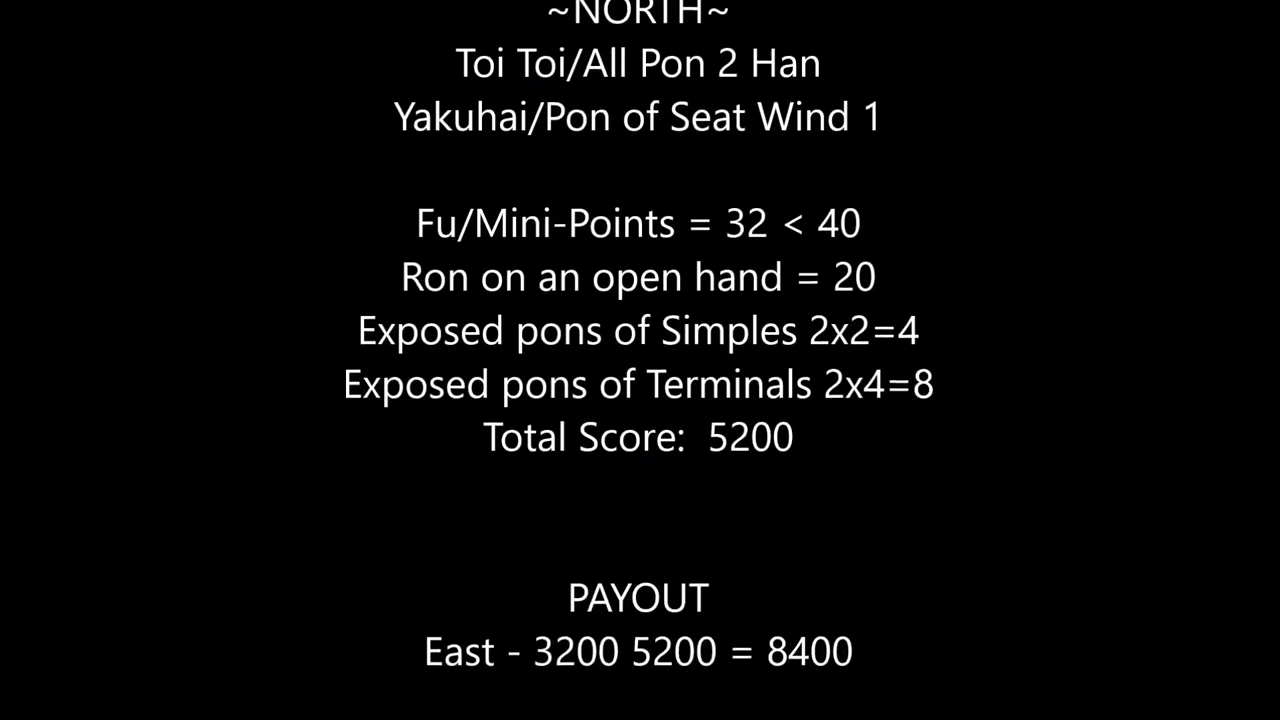 ~NORTH~
Toi Toi/All Pon 2 Han
Yakuhai/Pon of Seat Wind 1
Fu/Mini-Points = 32 < 40
Ron on an open hand = 20
Exposed pons of Simples 2x2=4
Exposed pons of Terminals 2x4=8
Total Score: 5200
PAYOUT
East - 3200 5200 = 8400